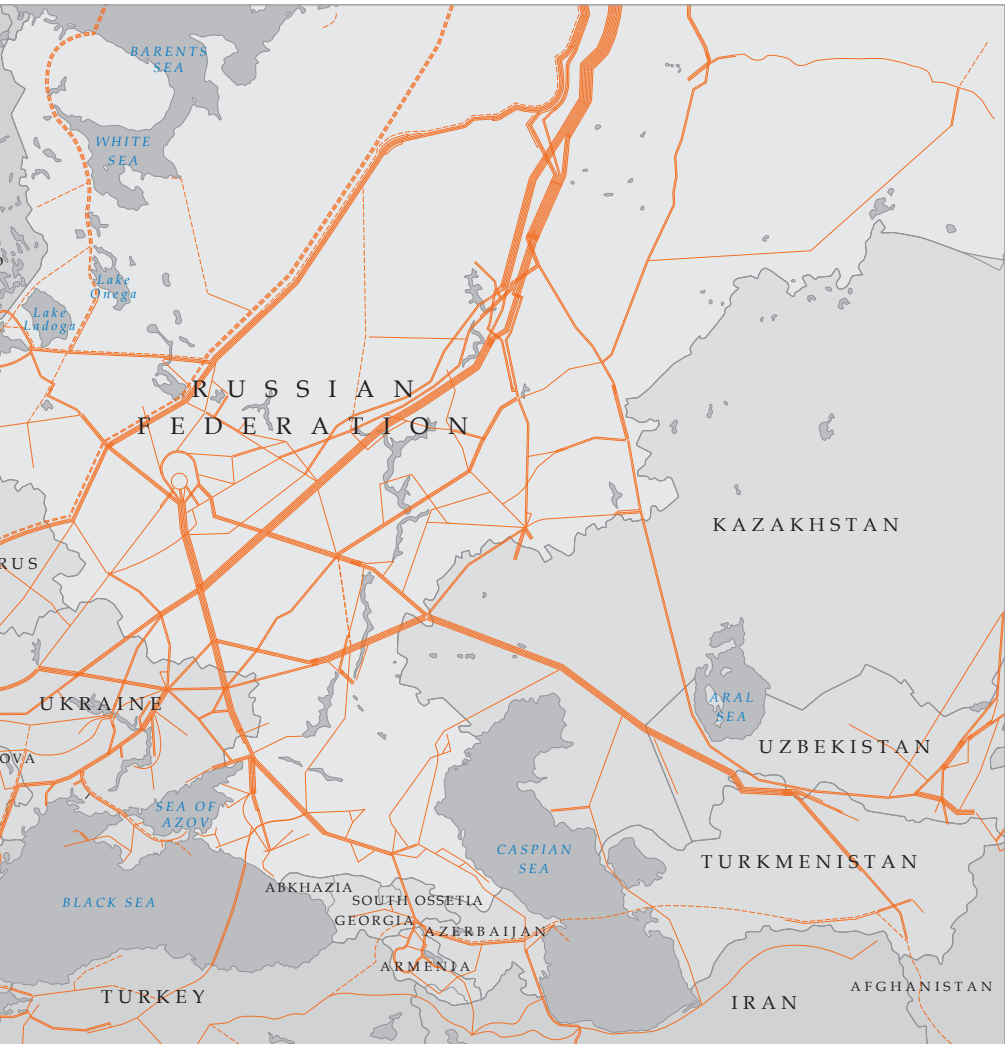 BARENTS
SEA
WHITE
SEA
Lake
Onega
Lake
Ladoga
RUSSIAN
FEDERATION
KAZAKHSTAN
RUS
UKRAINE
ARAL
SEA
UZBEKISTAN
OVA
SEA OF
AZOV
CASPIAN
SEA
TURKMENISTAN
ABKHAZIA
SOUTH OSSETIA
BLACK SEA
GEORGIA
AZERBAIJAN
ARMENIA
TURKEY
IRAN
AFGHANISTAN